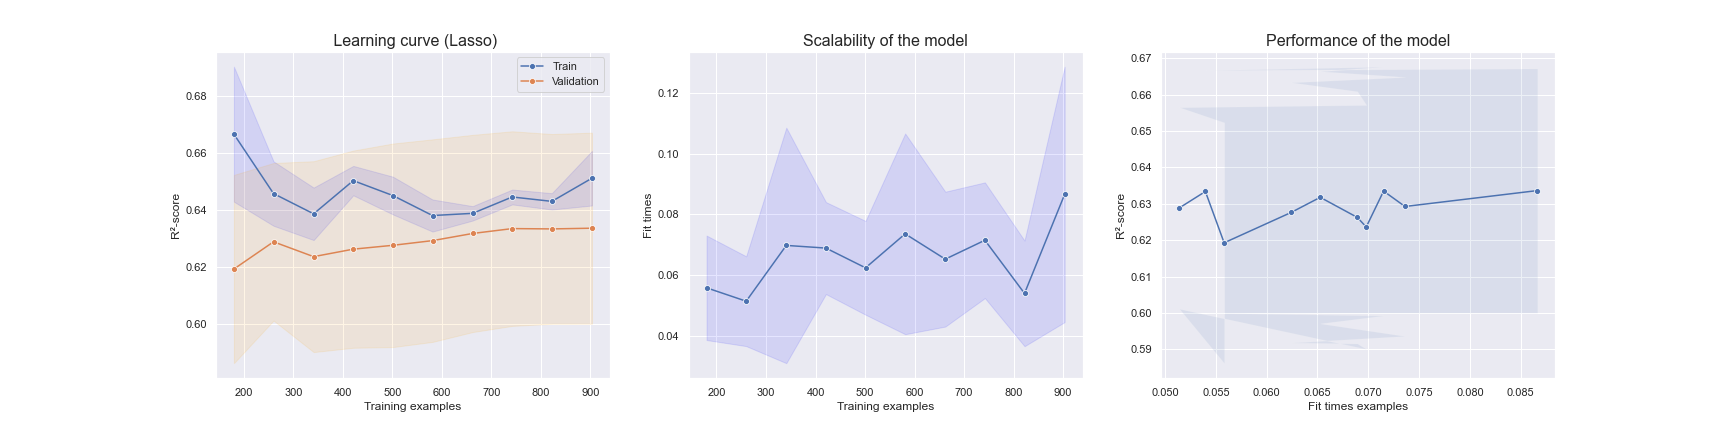 Learning curve (Lasso)
Train
Validation
0.68
0.66
0.64
0.62
0.60
R²-score
200 300 400 500 600 700 800 900
Training examples
Scalability of the model
0.12
0.10
0.08
0.06
0.04
Fit times
200 300 400 500 600 700 800 900
Training examples
Performance of the model
0.67
0.66
0.65
0.64
0.63
0.62
0.61
0.60
0.59
R²-score
0.050 0.055 0.060 0.065 0.070 0.075 0.080 0.085
Fit times examples